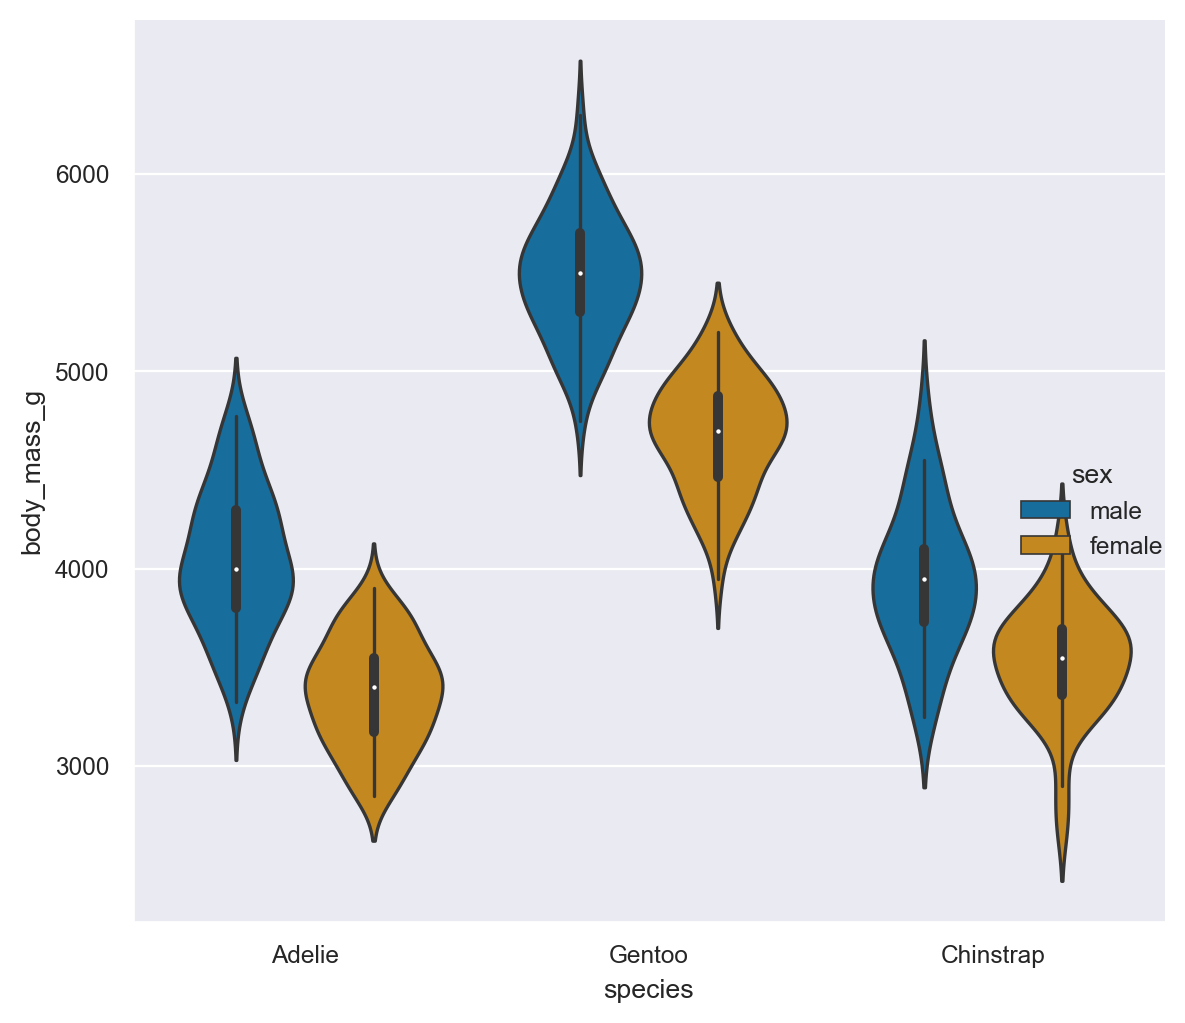 6000
5000
4000
3000
body_mass_g
Adelie
Gentoo
Chinstrap
species
sex
male
female